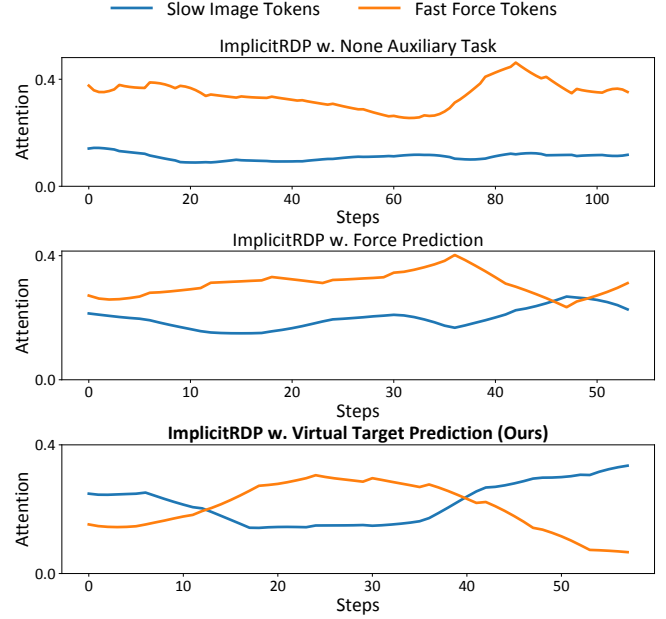 Slow Image Tokens Fast Force Tokens
ImplicitRDP w. None Auxiliary Task
0.4
Attention
0.0
0 20 40 60 80 100
Steps
ImplicitRDP w. Force Prediction
0.4
Attention
0.0
0 10 20 30 40 50
Steps
ImplicitRDP w. Virtual Target Prediction (Ours)
0.4
Attention
0.0
0 10 20 30 40 50
Steps